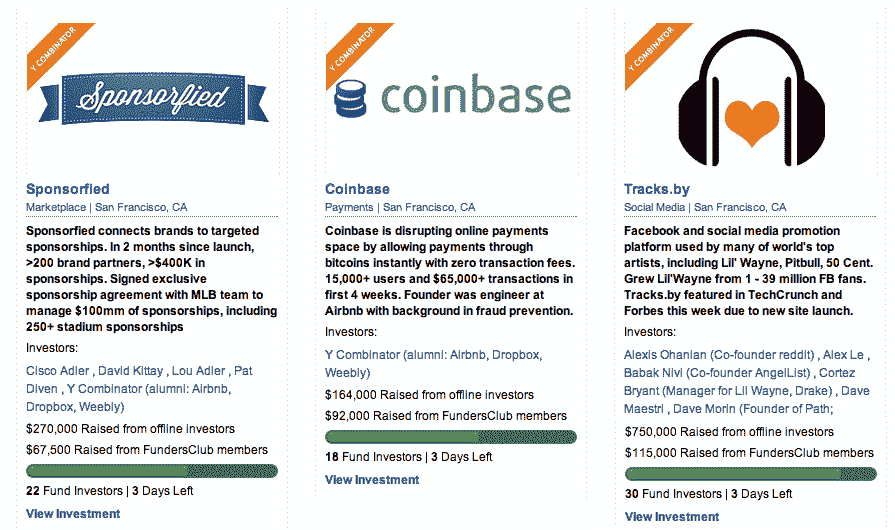 Y COMBINATOR
Sponsorfied
Sponsorfied
Marketplace | San Francisco, CA
Sponsorfied connects brands to targeted
sponsorships. In 2 months since launch,
>200 brand partners, >$400K in
sponsorships. Signed exclusive
sponsorship agreement with MLB team to
manage $100mm of sponsorships, including
250+ stadium sponsorships
Investors:
Cisco Adler , David Kittay , Lou Adler , Pat
Diven , Y Combinator (alumni: Airbnb,
Dropbox, Weebly)
$270,000 Raised from offline investors
$67,500 Raised from FundersClub members
22 Fund Investors | 3 Days Left
View Investment
Y COMBINATOR
coinbase
Coinbase
Payments | San Francisco, CA
Coinbase is disrupting online payments
space by allowing payments through
bitcoins instantly with zero transaction fees.
15,000+ users and $65,000+ transactions in
first 4 weeks. Founder was engineer at
Airbnb with background in fraud prevention.
Investors:
Y Combinator (alumni: Airbnb, Dropbox,
Weebly)
$164,000 Raised from offline investors
$92,000 Raised from FundersClub members
18 Fund Investors | 3 Days Left
View Investment
Y COMBINATOR
Tracks.by
Social Media | San Francisco, CA
Facebook and social media promotion
platform used by many of world's top
artists, including Lil' Wayne, Pitbull, 50 Cent.
Grew Lil'Wayne from 1 - 39 million FB fans.
Tracks.by featured in TechCrunch and
Forbes this week due to new site launch.
Investors:
Alexis Ohanian (Co-founder reddit) , Alex Le ,
Babak Nivi (Co-founder AngelList) , Cortez
Bryant (Manager for Lil Wayne, Drake) , Dave
Maestri , Dave Morin (Founder of Path;
$750,000 Raised from offline investors
$115,000 Raised from FundersClub members
30 Fund Investors | 3 Days Left
View Investment